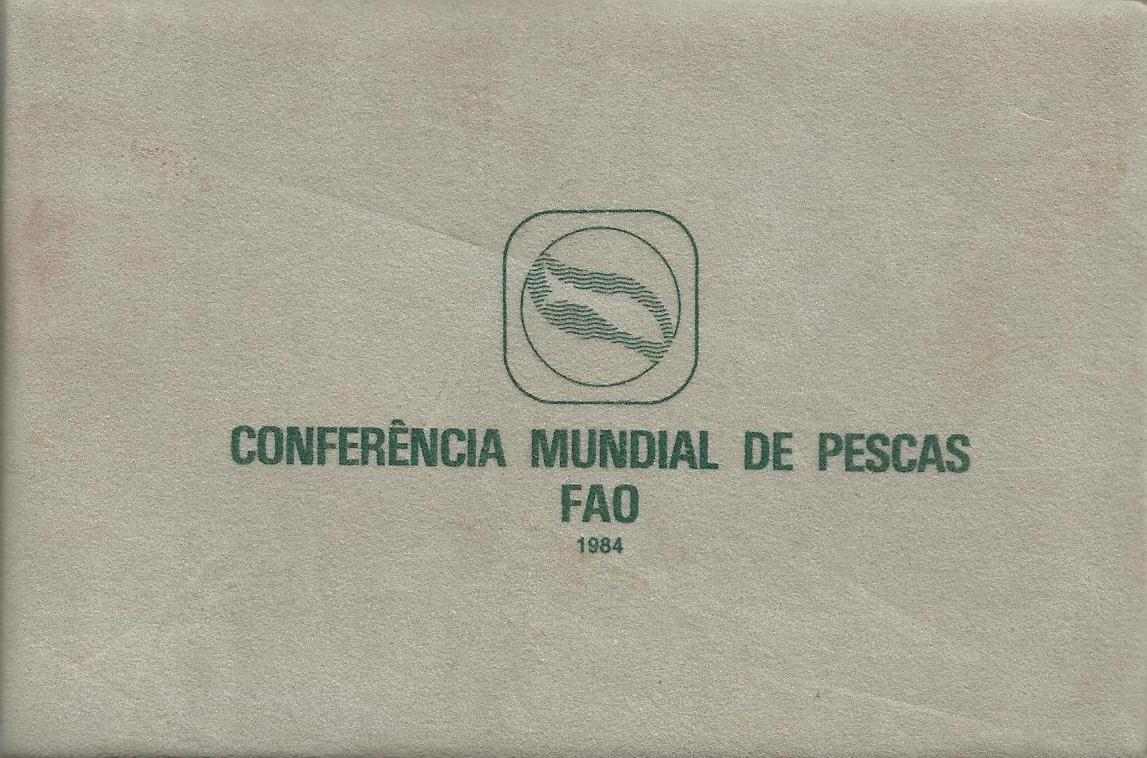 CONFERÊNCIA MUNDIAL DE PESCAS
FAO
1984